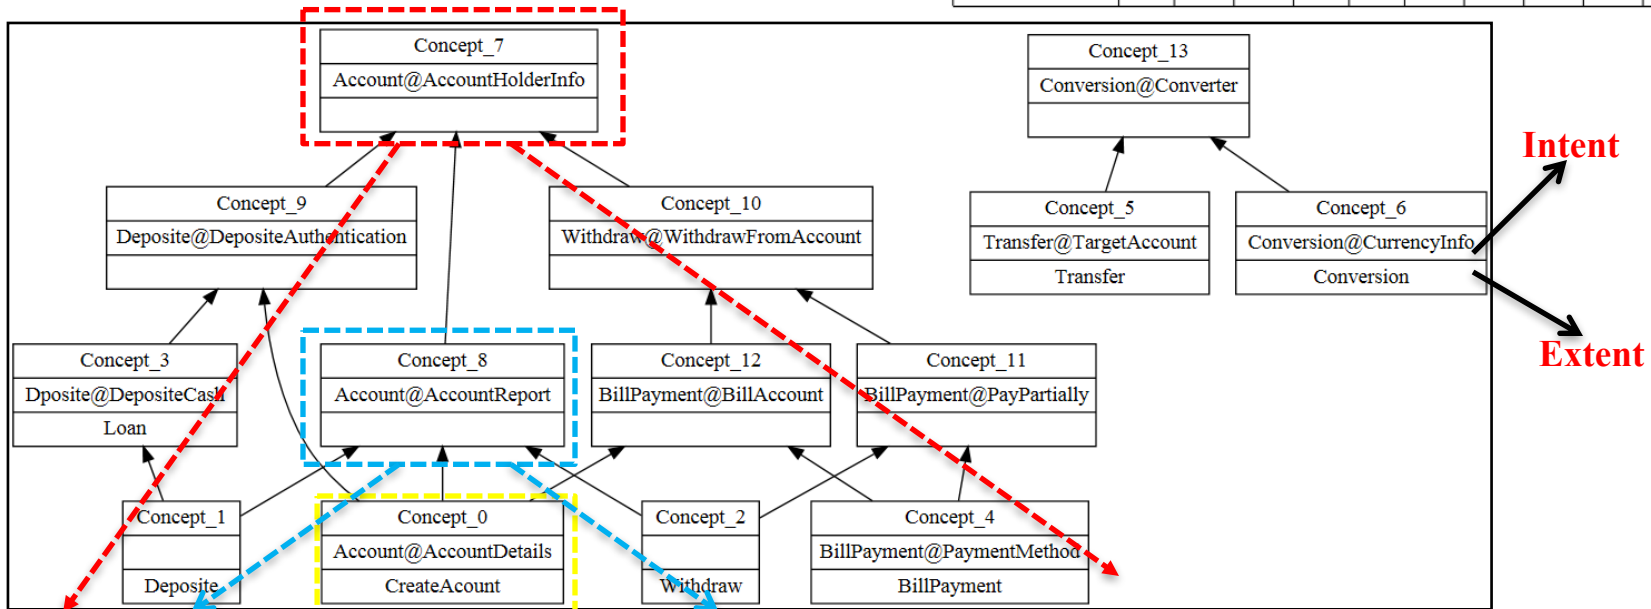 Concept_7
Account@AccountHolderInfo
Concept_13
Conversion@Converter
Intent
Concept_9
Deposite@DepositeAuthentication
Concept_10
Withdraw@WithdrawFromAccount
Concept_5
Transfer@TargetAccount
Transfer
Concept_6
Conversion@CurrencyInfo
Conversion
Extent
Concept_3
Dposite@DepositeCash
Loan
Concept_8
Account@AccountReport
Concept_12
BillPayment@BillAccount
Concept_11
BillPayment@PayPartially
Concept_1
Deposite
Concept_0
Account@AccountDetails
CreateAcount
Concept_2
Withdraw
Concept_4
BillPayment@PaymentMethod
BillPayment